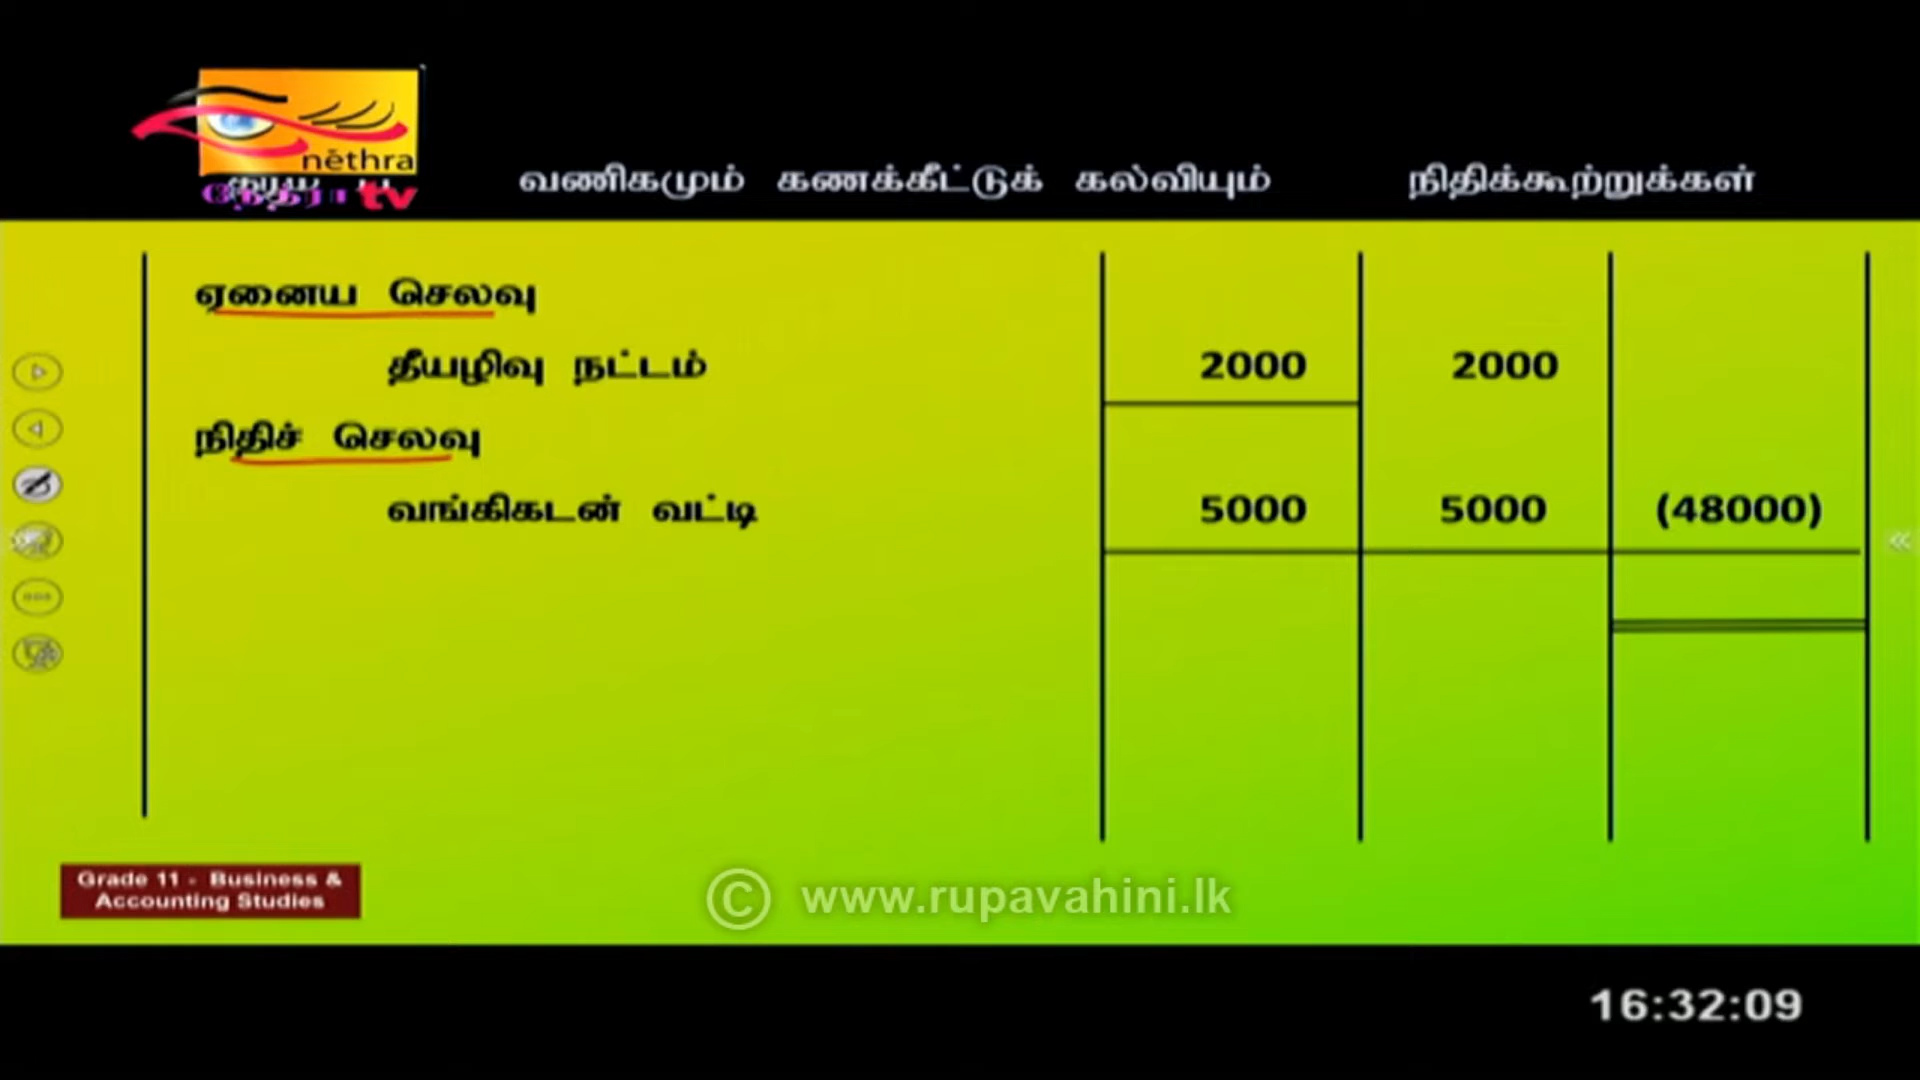 nēthra
tv
வணிகமும் கணக்கீட்டுக் கல்வியும் நிதிக்கூற்றுக்கள்
ஏனைய செலவு
தீயழிவு நட்டம் 2000 2000
நிதிச் செலவு
வங்கிகடன் வட்டி 5000 5000 (48000)
Grade 11 - Business &
Accounting Studies
© www.rupavahini.lk
16:32:09